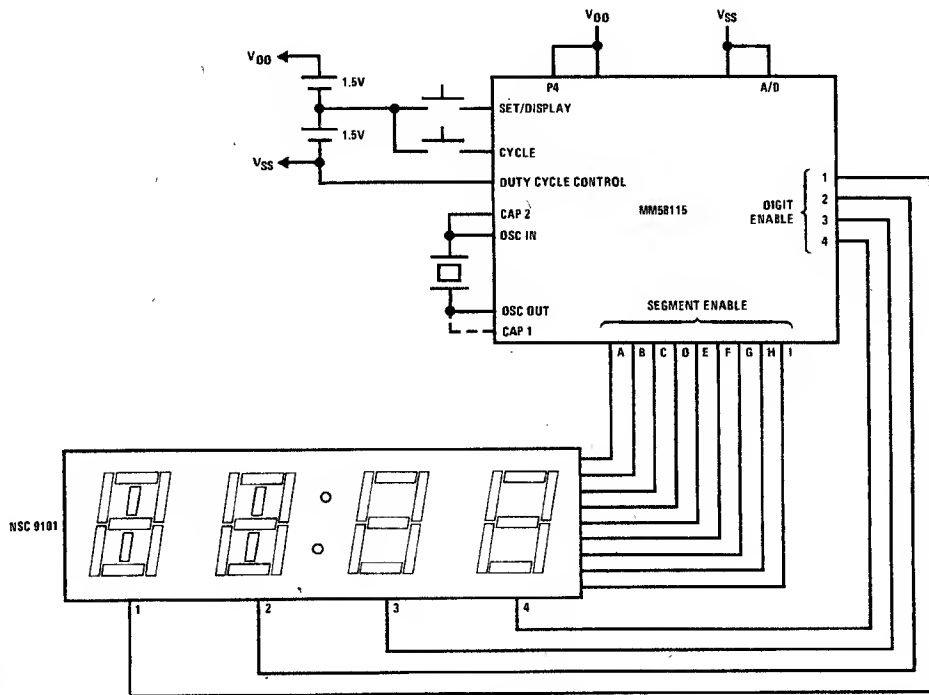 VDD
VSS
VDD
1.5V
1.5V
VSS
P4
A/D
SET/DISPLAY
CYCLE
DUTY CYCLE CONTROL
CAP 2
OSC IN
OSC OUT
CAP 1
MM58115
DIGIT
ENABLE
1
2
3
4
SEGMENT ENABLE
A B C D E F G H I
NSC 9101
1 2 3 4